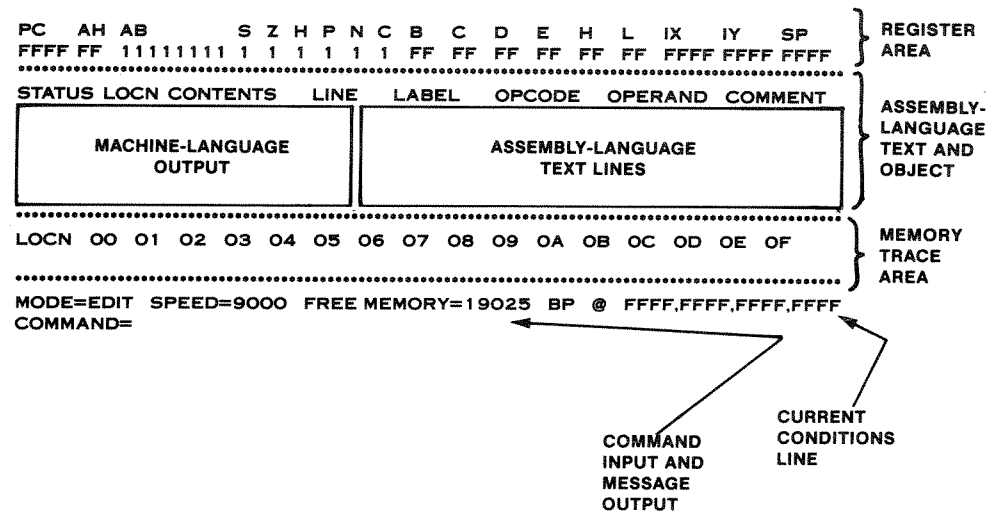 PC AH AB S Z H P N C B C D E H L IX IY SP
FFFF FF 11111111 1 1 1 1 1 1 FF FF FF FF FF FF FFFF FFFF FFFF
REGISTER
AREA
STATUS LOCN CONTENTS LINE LABEL OPCODE OPERAND COMMENT
MACHINE-LANGUAGE
OUTPUT
ASSEMBLY-LANGUAGE
TEXT LINES
ASSEMBLY-
LANGUAGE
TEXT AND
OBJECT
LOCN 00 01 02 03 04 05 06 07 08 09 0A 0B 0C 0D 0E 0F
MEMORY
TRACE
AREA
MODE=EDIT SPEED=9000 FREE MEMORY=19025 BP @ FFFF,FFFF,FFFF,FFFF
COMMAND=
COMMAND
INPUT AND
MESSAGE
OUTPUT
CURRENT
CONDITIONS
LINE